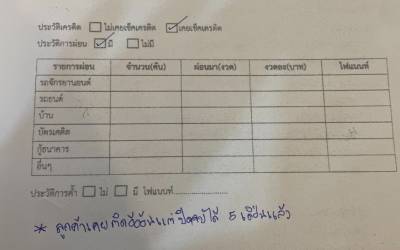 ประวัติเครดิต ☐ ไม่เคยเช็คเครดิต ☑ เคยเช็คเครดิต
ประวัติการผ่อน ☑ มี ☐ ไม่มี
รายการผ่อน จำนวน(คัน) ผ่อนมา(งวด) งวดละ(บาท) ไฟแนนท์
รถจักรยานยนต์
รถยนต์
บ้าน
บัตรเครดิต
กู้ธนาคาร
อื่นๆ
ประวัติการค้ำ ☐ ไม่ ☐ มี ไฟแนนท์..................
* ลูกค้าเคย ติด แต่ปิดจบได้ 5 เดือนแล้ว